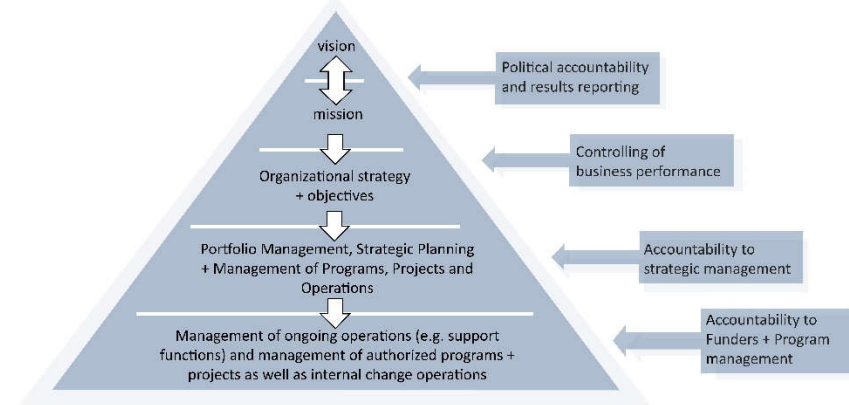 vision
mission
Organizational strategy
+ objectives
Portfolio Management, Strategic Planning
+ Management of Programs, Projects and
Operations
Management of ongoing operations (e.g. support
functions) and management of authorized programs +
projects as well as internal change operations
Political accountability
and results reporting
Controlling of
business performance
Accountability to
strategic management
Accountability to
Funders + Program
management